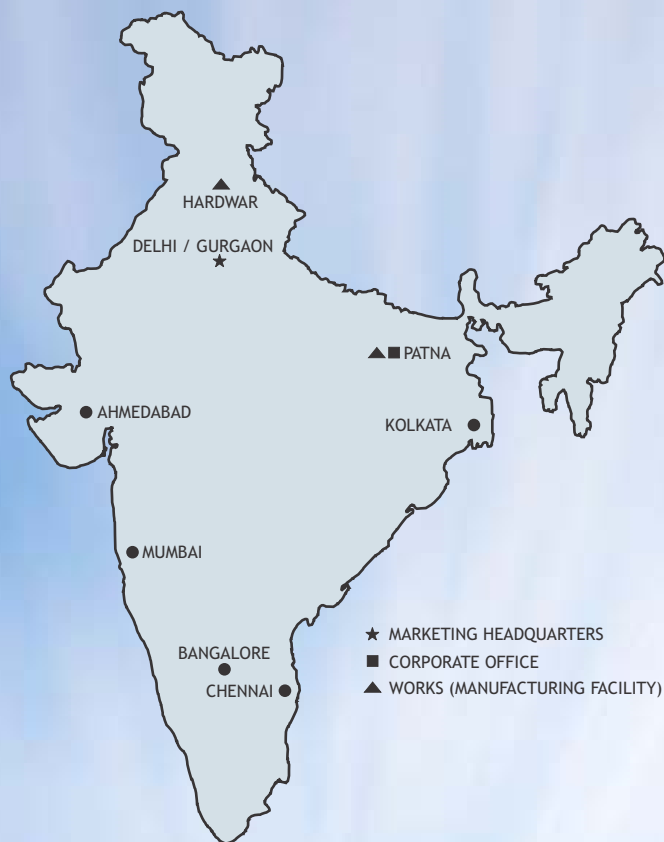 HARDWAR
DELHI / GURGAON
PATNA
AHMEDABAD
KOLKATA
MUMBAI
BANGALORE
CHENNAI
MARKETING HEADQUARTERS
CORPORATE OFFICE
WORKS (MANUFACTURING FACILITY)